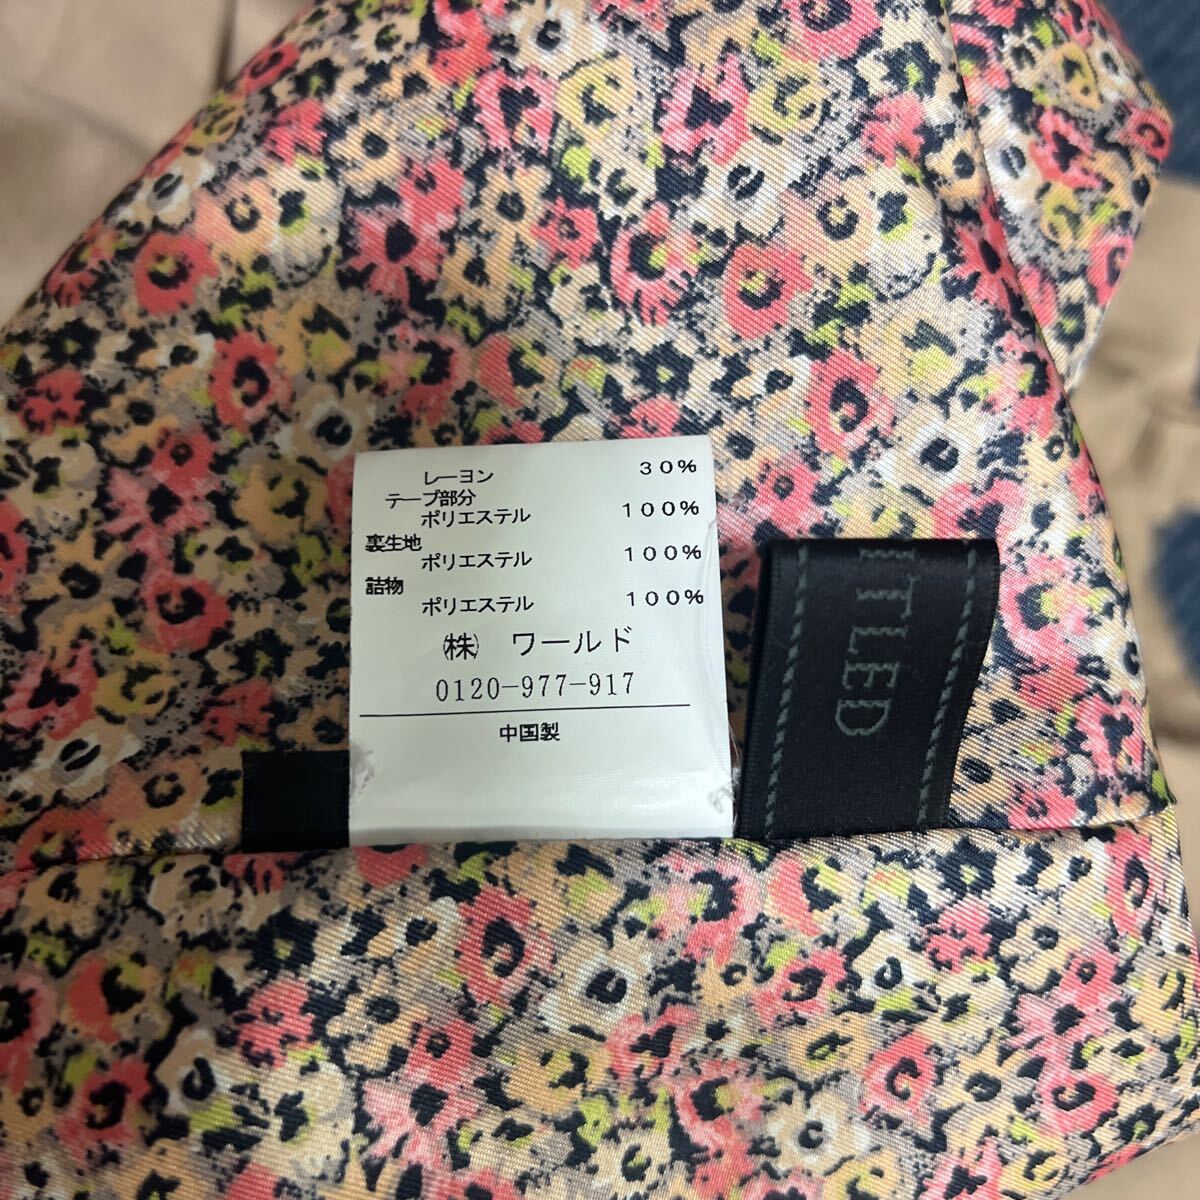 レーヨン 30%
テープ部分
ポリエステル 100%
裏生地
ポリエステル 100%
詰物
ポリエステル 100%
㈱ ワールド
0120-977-917
中国製
ITLED